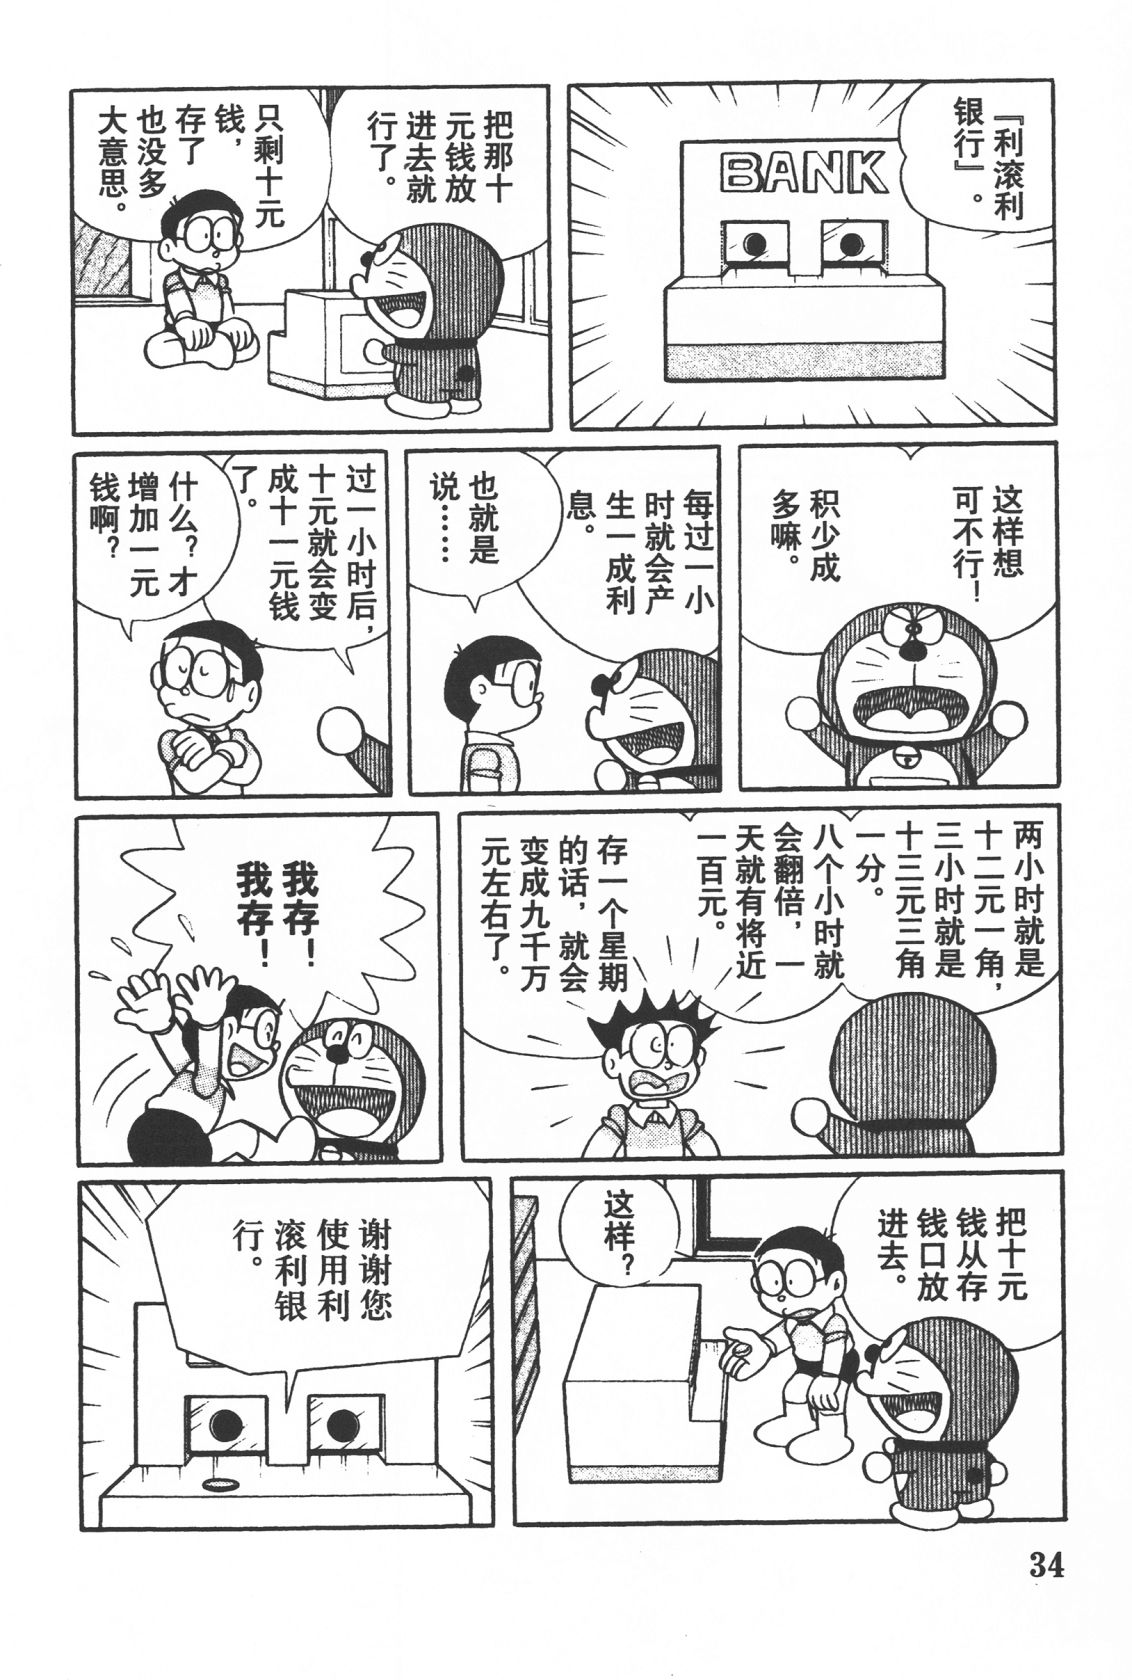 『利滚利
银行』。
BANK
把那十
元钱放
进去就
行了。
只剩十元
钱，
存了
也没多
大意思。
这样想
可不行！
积少成
多嘛。
每过一小
时就会产
生一成利
息。
也就是
说……
过一小时后，
十元就会变
成十一元钱
了。
什么？才
增加一元
钱啊？
两小时就是
十二元一角，
三小时就是
十三元三角
一分。
八个小时就
会翻倍，一
天就有将近
一百元。
存一个星期
的话，就会
变成九千万
元左右了。
我存！
我存！
把十元
钱从存
钱口放
进去。
这样？
谢谢您
使用利
滚利银
行。
34